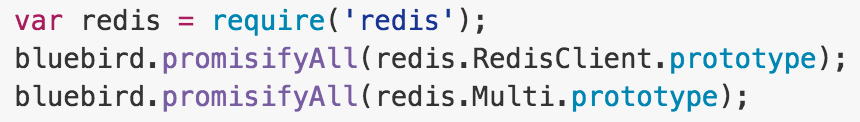 var redis = require('redis');
bluebird.promisifyAll(redis.RedisClient.prototype);
bluebird.promisifyAll(redis.Multi.prototype);